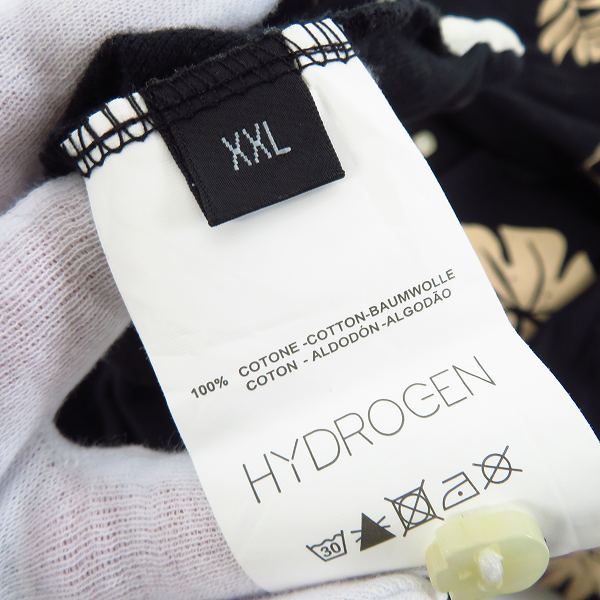 XXL
100% COTONE -COTTON-BAUMWOLLE
COTON - ALDODÓN-ALGODÃO
HYDROGEN
30